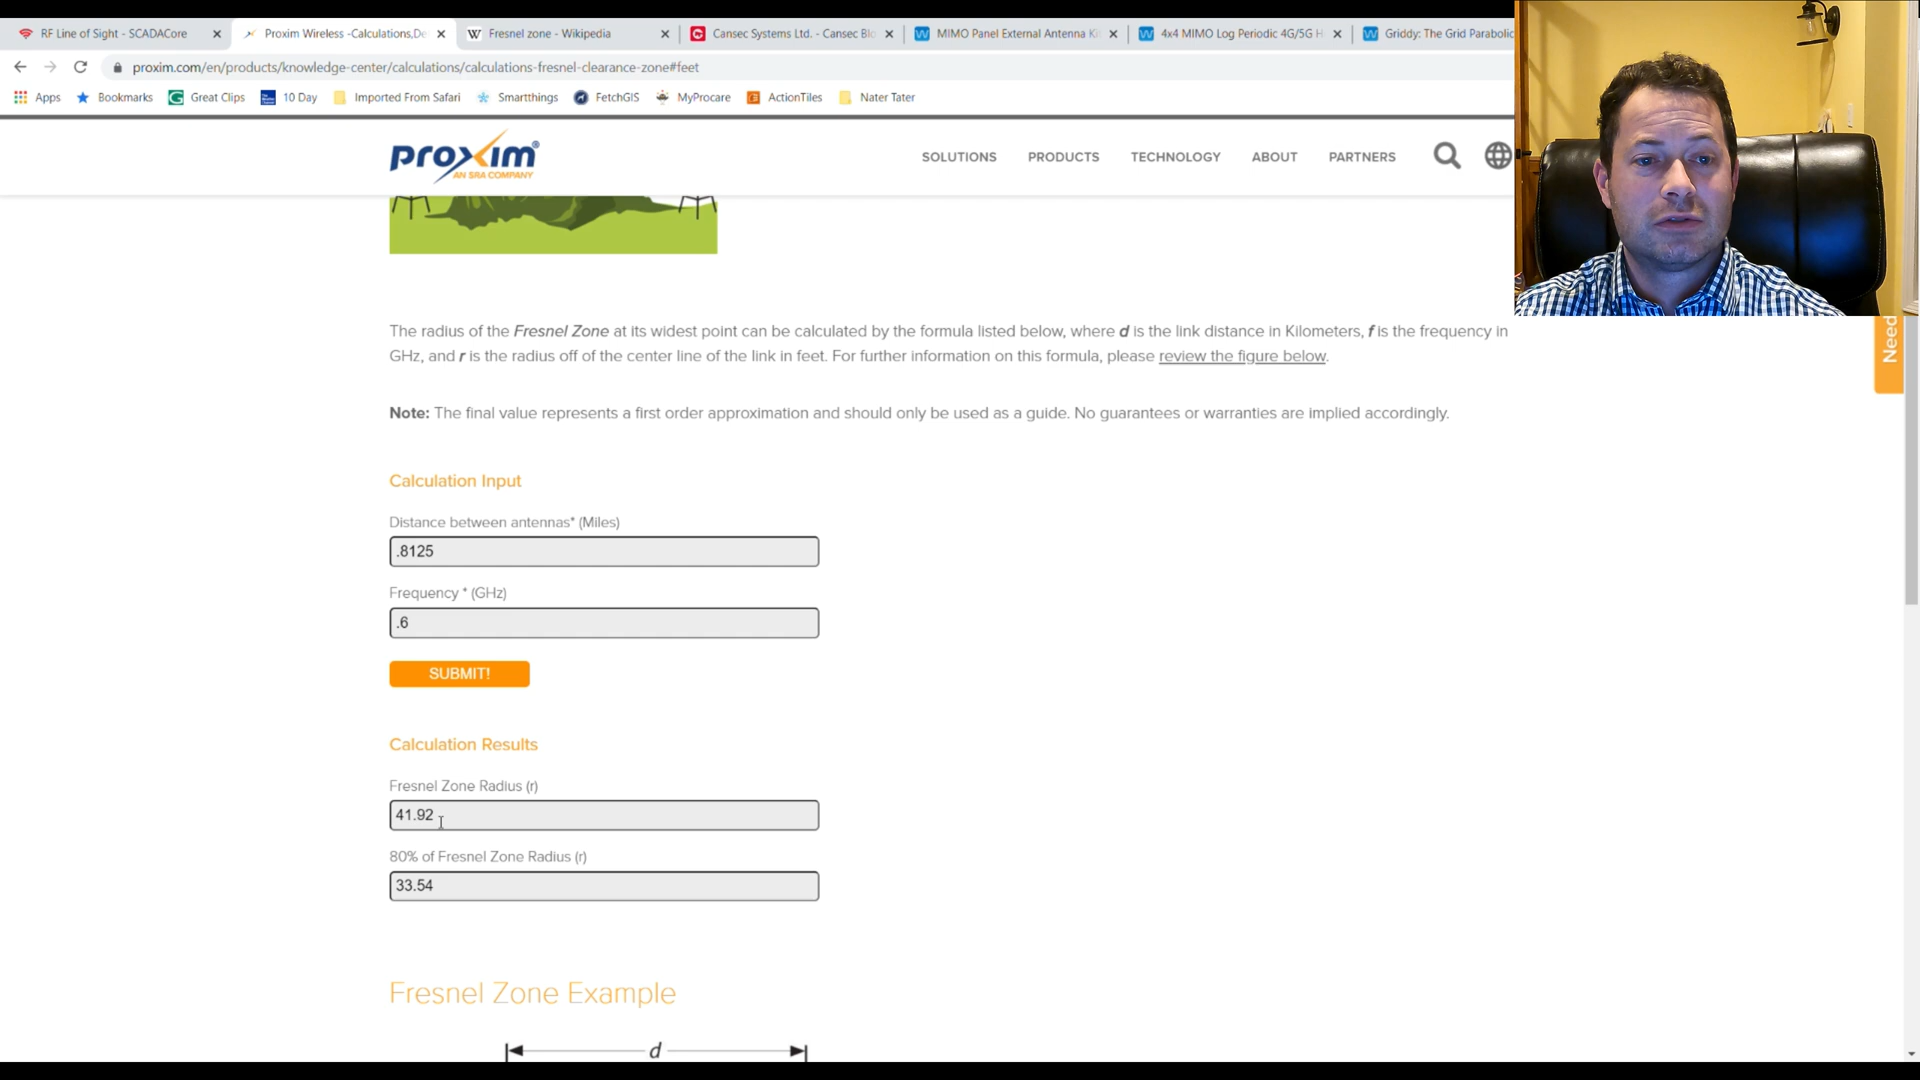 RF Line of Sight - SCADACore
Proxim Wireless -Calculations,De
Fresnel zone - Wikipedia
Cansec Systems Ltd. - Cansec Blo
MIMO Panel External Antenna Ki
4x4 MIMO Log Periodic 4G/5G H
Griddy: The Grid Parabolic
proxim.com/en/products/knowledge-center/calculations/calculations-fresnel-clearance-zone#feet
Apps
Bookmarks
Great Clips
10 Day
Imported From Safari
Smartthings
FetchGIS
MyProcare
ActionTiles
Nater Tater
proxim®
AN SRA COMPANY
SOLUTIONS
PRODUCTS
TECHNOLOGY
ABOUT
PARTNERS
Need
The radius of the Fresnel Zone at its widest point can be calculated by the formula listed below, where d is the link distance in Kilometers, f is the frequency in
GHz, and r is the radius off of the center line of the link in feet. For further information on this formula, please review the figure below.
Note: The final value represents a first order approximation and should only be used as a guide. No guarantees or warranties are implied accordingly.
Calculation Input
Distance between antennas* (Miles)
.8125
Frequency * (GHz)
.6
SUBMIT!
Calculation Results
Fresnel Zone Radius (r)
41.92
80% of Fresnel Zone Radius (r)
33.54
Fresnel Zone Example
d